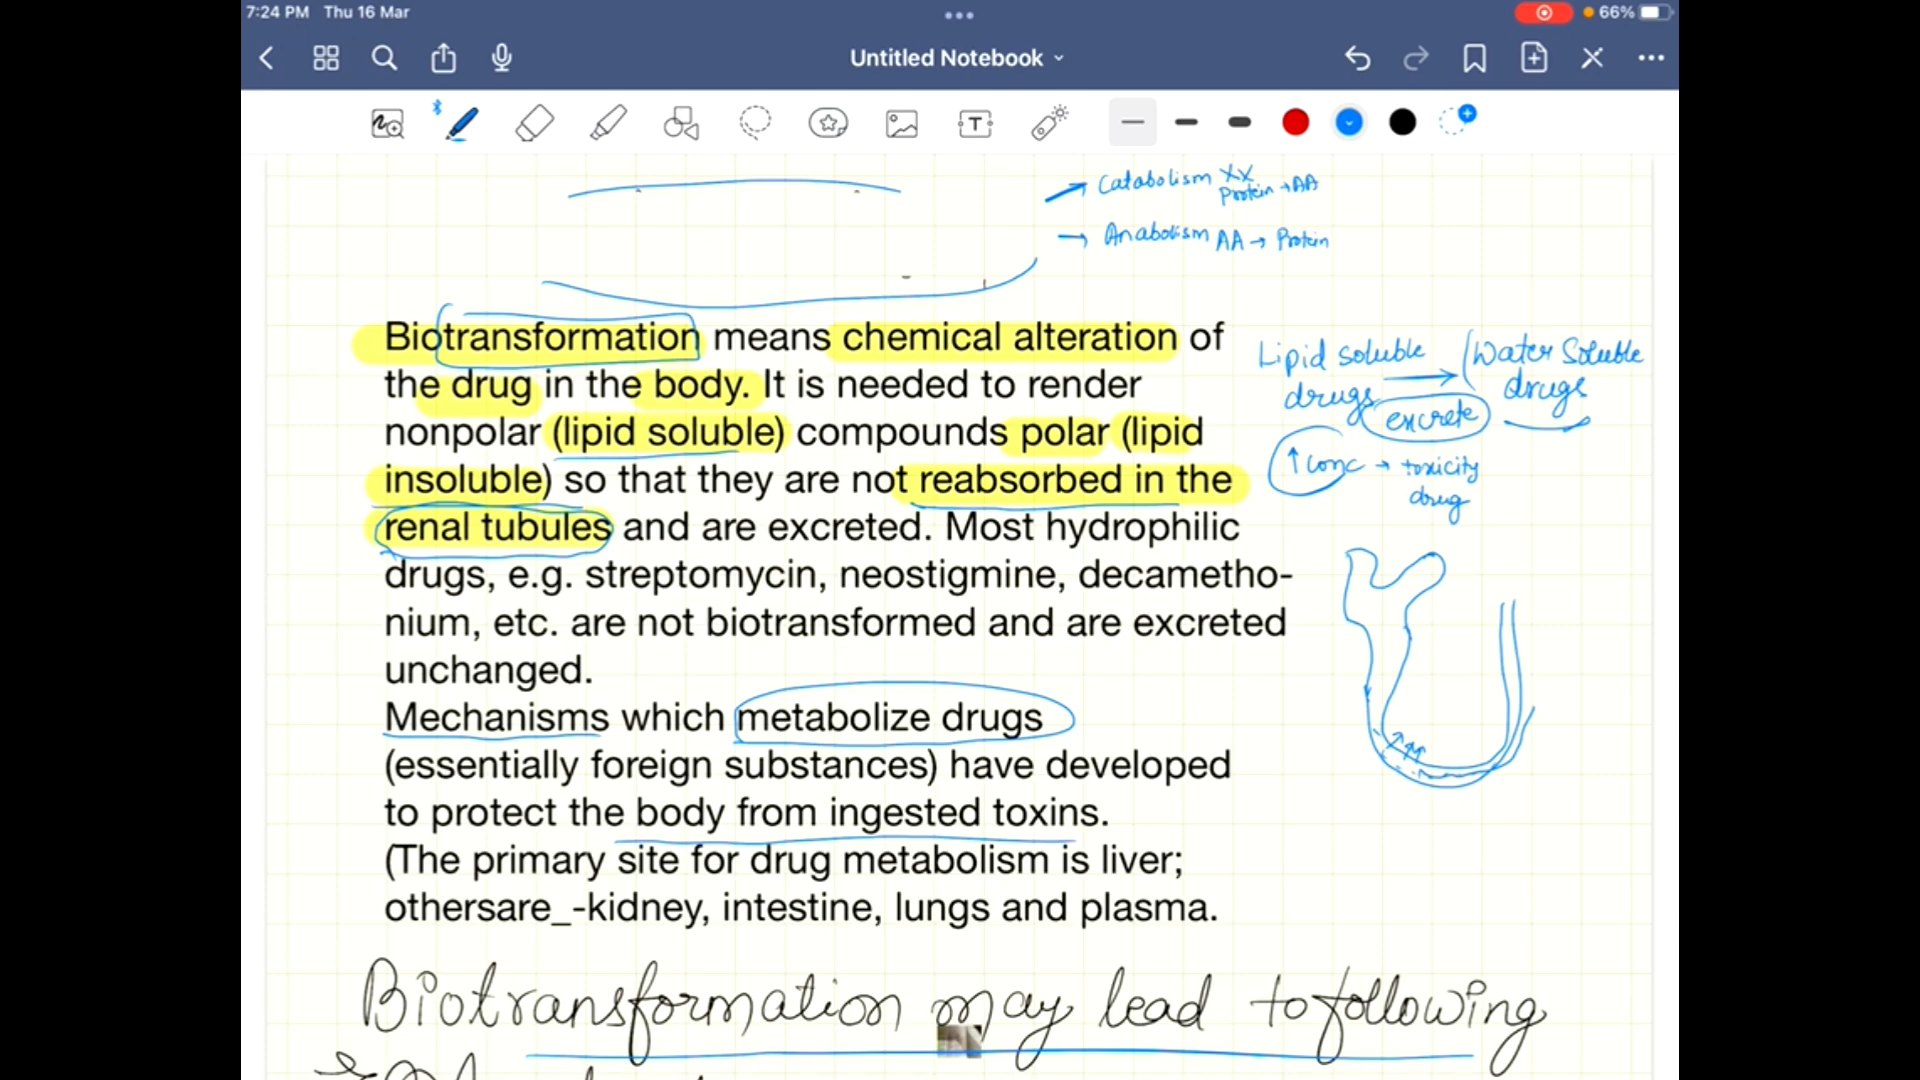 7:24 PM Thu 16 Mar
66%
Untitled Notebook
T
Catabolism XX
Protein → AA
→ Anabolism AA → Protein
Biotransformation means chemical alteration of
the drug in the body. It is needed to render
nonpolar (lipid soluble) compounds polar (lipid
insoluble) so that they are not reabsorbed in the
renal tubules and are excreted. Most hydrophilic
drugs, e.g. streptomycin, neostigmine, decametho-
nium, etc. are not biotransformed and are excreted
unchanged.
Mechanisms which metabolize drugs
(essentially foreign substances) have developed
to protect the body from ingested toxins.
(The primary site for drug metabolism is liver;
othersare_-kidney, intestine, lungs and plasma.
Lipid soluble drugs → (Water Soluble drugs
excrete
↑ Conc → toxicity
drug
Biotransformation may lead to following